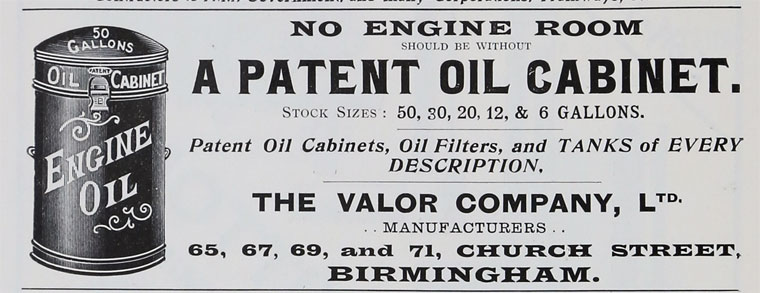 50
GALLONS
OIL PATENT CABINET
ENGINE
OIL
NO ENGINE ROOM
SHOULD BE WITHOUT
A PATENT OIL CABINET.
STOCK SIZES : 50, 30, 20, 12, & 6 GALLONS.
Patent Oil Cabinets, Oil Filters, and TANKS of EVERY
DESCRIPTION.
THE VALOR COMPANY, LTD.
. . MANUFACTURERS . .
65, 67, 69, and 71, CHURCH STREET,
BIRMINGHAM.